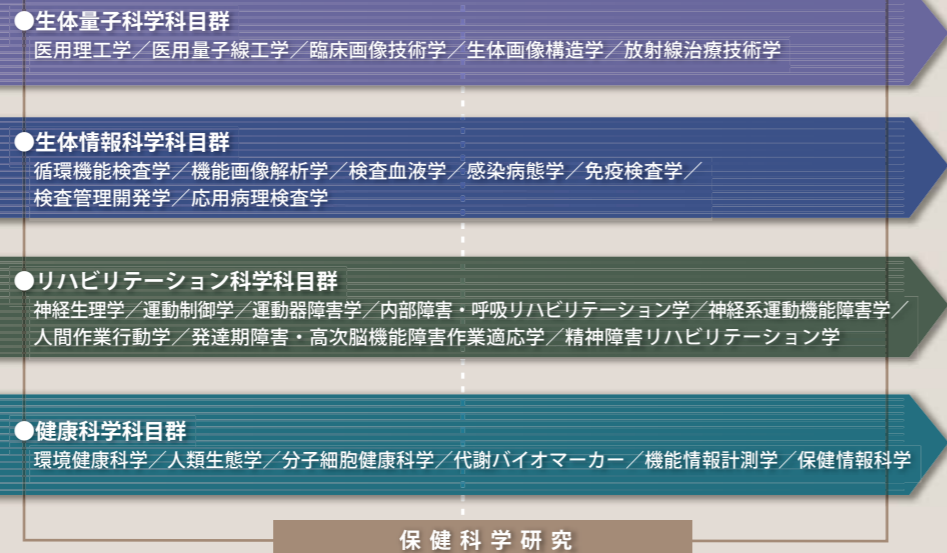 ●生体量子科学科目群
医用理工学／医用量子線工学／臨床画像技術学／生体画像構造学／放射線治療技術学
●生体情報科学科目群
循環機能検査学／機能画像解析学／検査血液学／感染病態学／免疫検査学／
検査管理開発学／応用病理検査学
●リハビリテーション科学科目群
神経生理学／運動制御学／運動器障害学／内部障害・呼吸リハビリテーション学／神経系運動機能障害学／
人間作業行動学／発達期障害・高次脳機能障害作業適応学／精神障害リハビリテーション学
●健康科学科目群
環境健康科学／人類生態学／分子細胞健康科学／代謝バイオマーカー／機能情報計測学／保健情報科学
保健科学研究